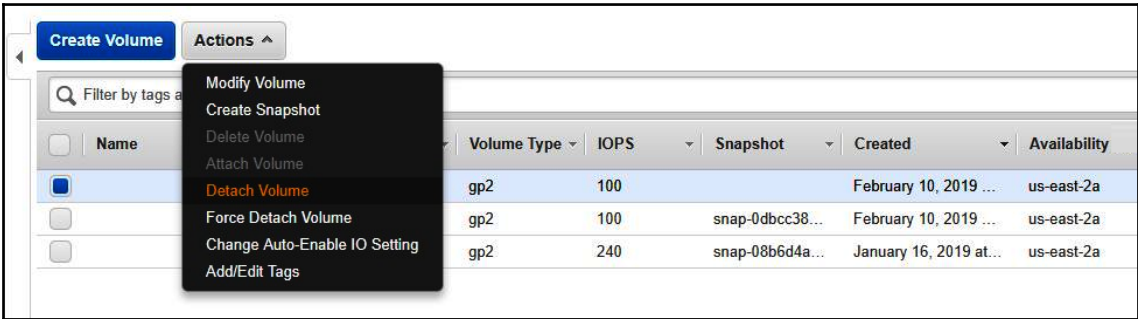 Create Volume Actions
Filter by tags a
Modify Volume
Create Snapshot
Delete Volume
Attach Volume
Detach Volume
Force Detach Volume
Change Auto-Enable IO Setting
Add/Edit Tags
Name Volume Type IOPS Snapshot Created Availability
gp2 100 February 10, 2019 ... us-east-2a
gp2 100 snap-0dbcc38... February 10, 2019 ... us-east-2a
gp2 240 snap-08b6d4a... January 16, 2019 at... us-east-2a